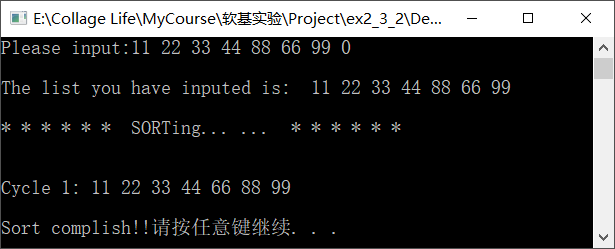 E:\Collage Life\MyCourse\软基实验\Project\ex2_3_2\De...
Please input:11 22 33 44 88 66 99 0
The list you have inputed is:  11 22 33 44 88 66 99
* * * * * *  SORTing... ...  * * * * * *
Cycle 1: 11 22 33 44 66 88 99
Sort complish!!请按任意键继续. . .